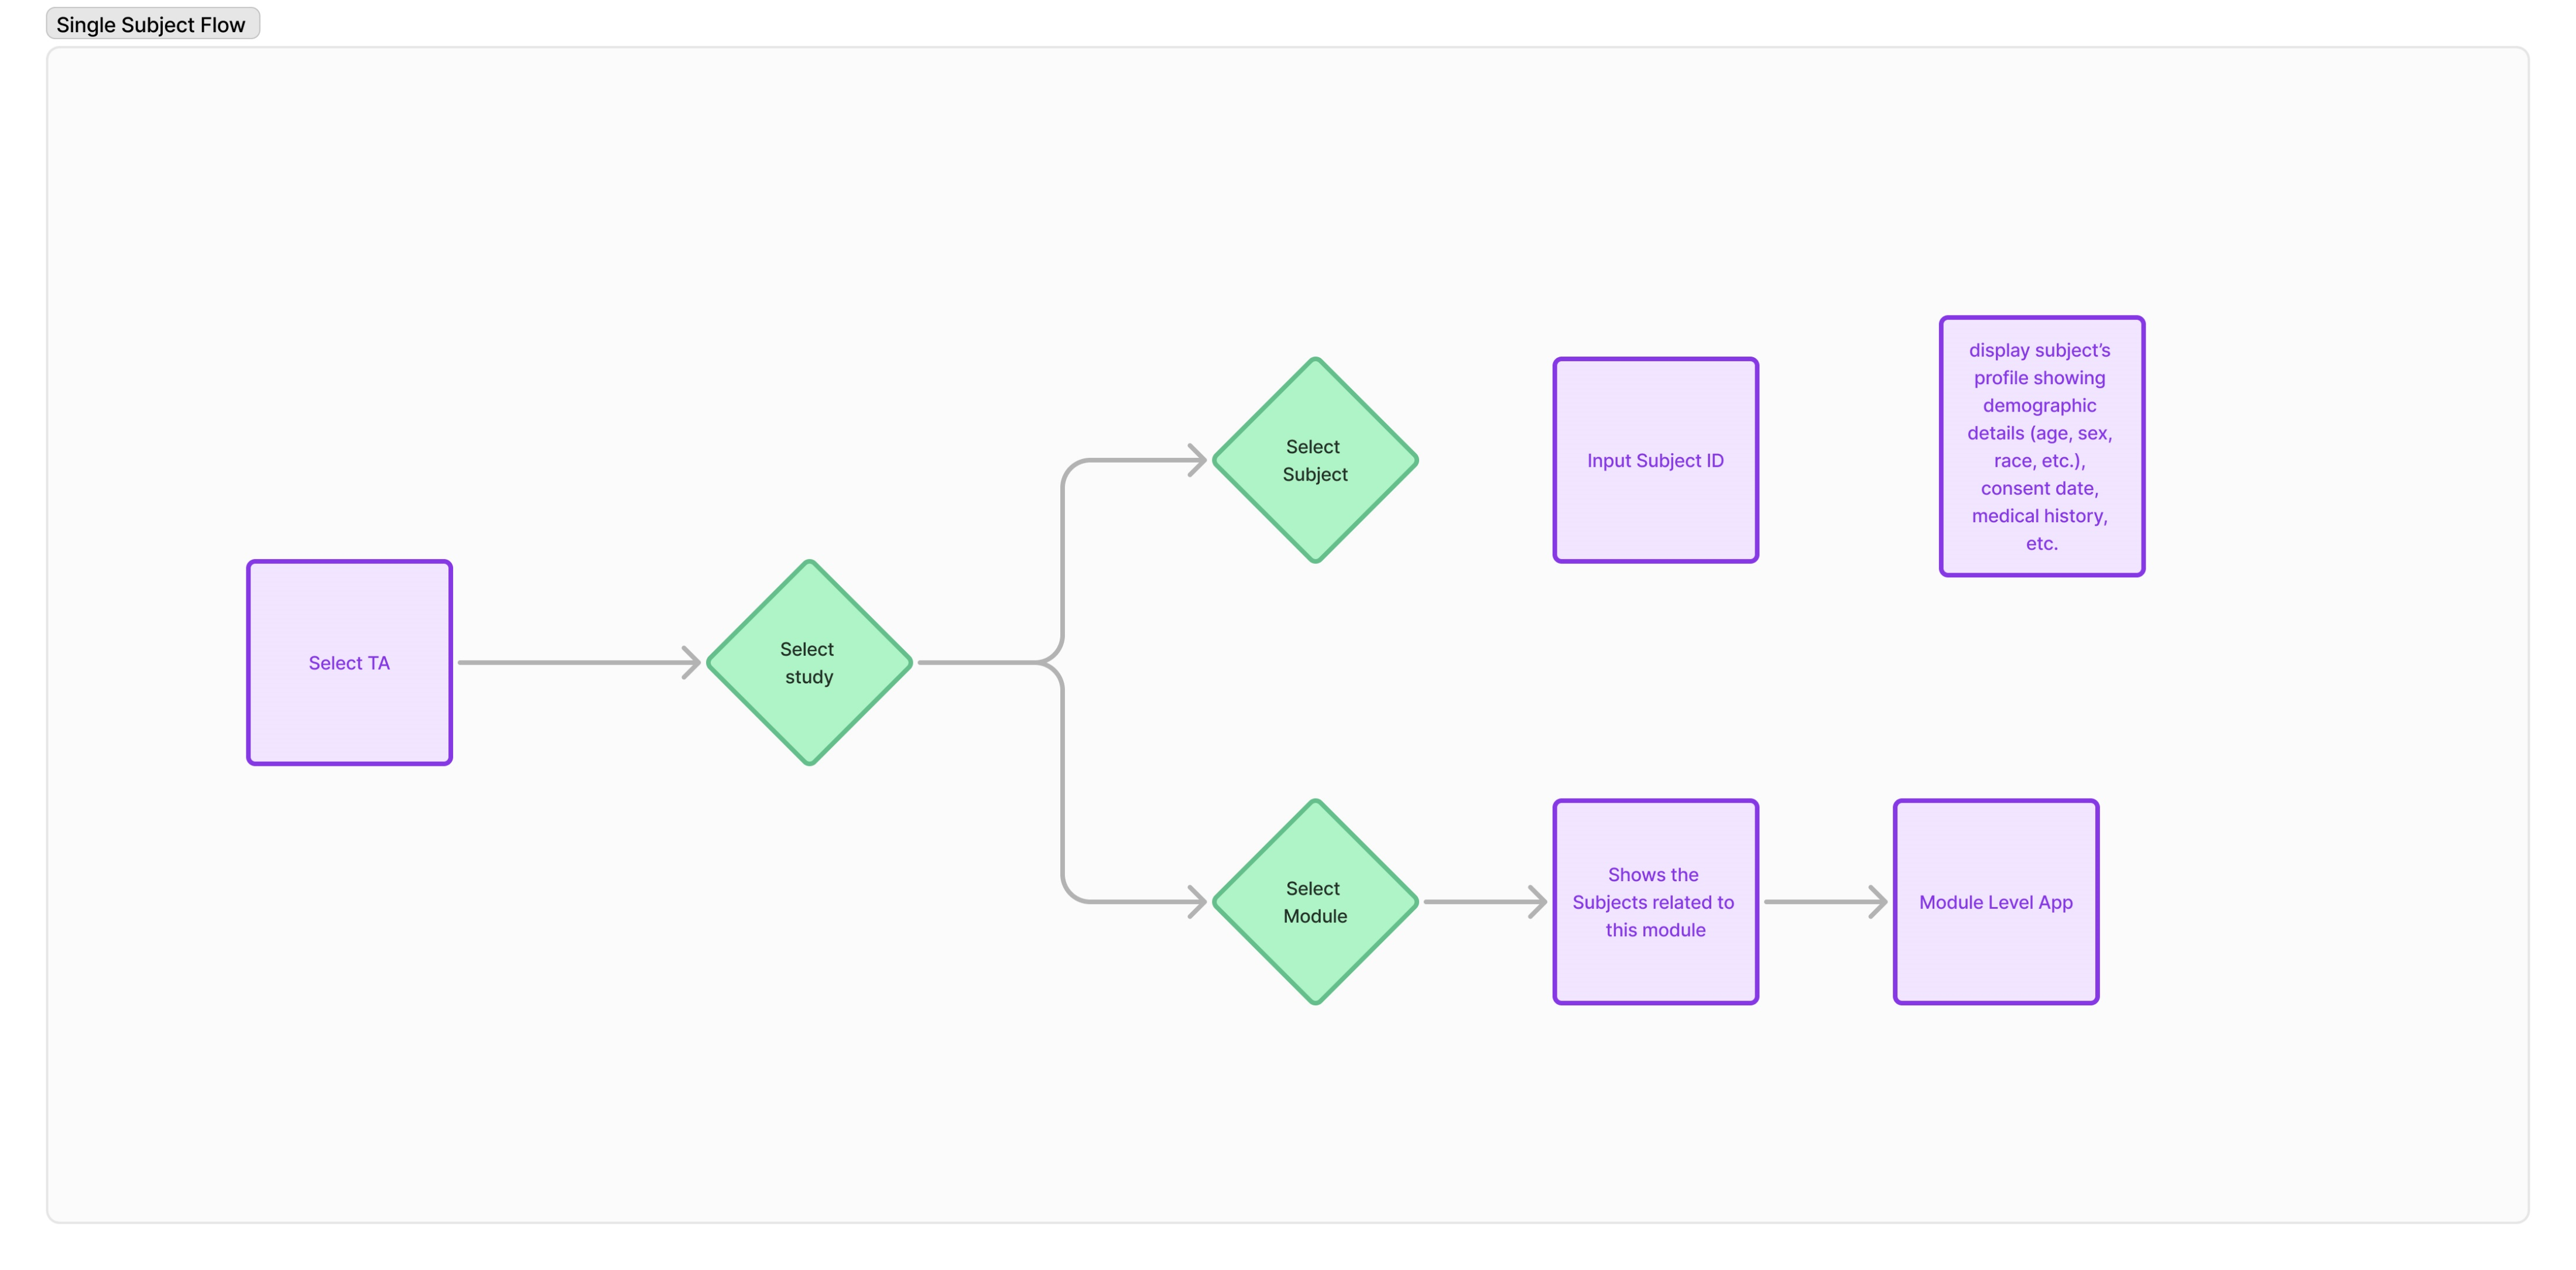 Single Subject Flow
Select TA
Select
study
Select
Subject
Input Subject ID
display subject’s
profile showing
demographic
details (age, sex,
race, etc.),
consent date,
medical history,
etc.
Select
Module
Shows the
Subjects related to
this module
Module Level App